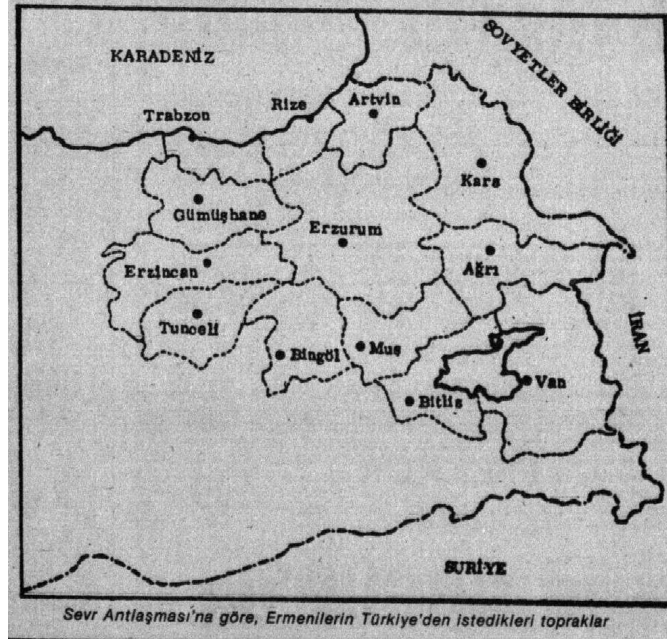 KARADENİZ
SOVYETLER BİRLİĞİ
Trabzon
Rize
Artvin
Kars
Gümüşhane
Erzurum
Erzincan
Ağrı
İRAN
Tunceli
Bingöl
Muş
Van
Bitlis
SURİYE
Sevr Antlaşması'na göre, Ermenilerin Türkiye'den istedikleri topraklar